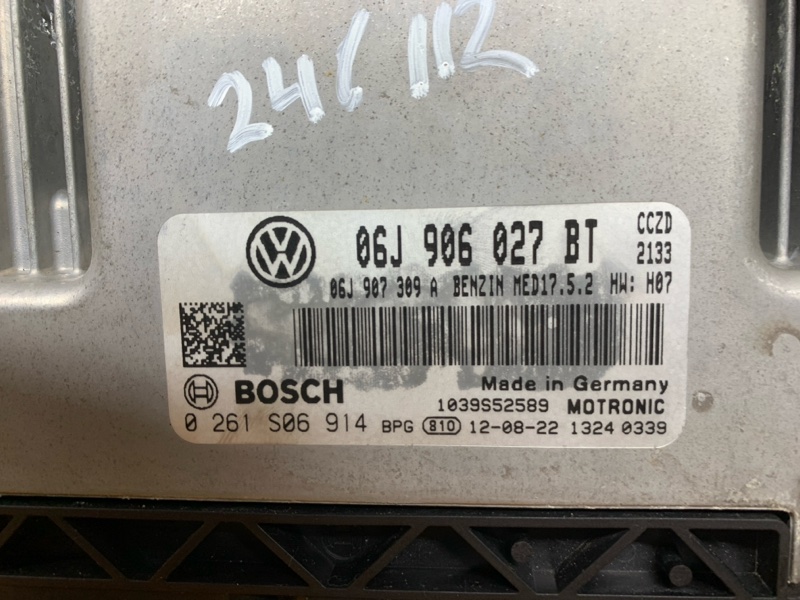 246 112
06J 906 027 BT CCZD
2133
06J 907 309 A BENZIN MED17.5.2 HW: H07
BOSCH Made in Germany
1039S52589 MOTRONIC
0 261 S06 914 BPG 810 12-08-22 1324 0339